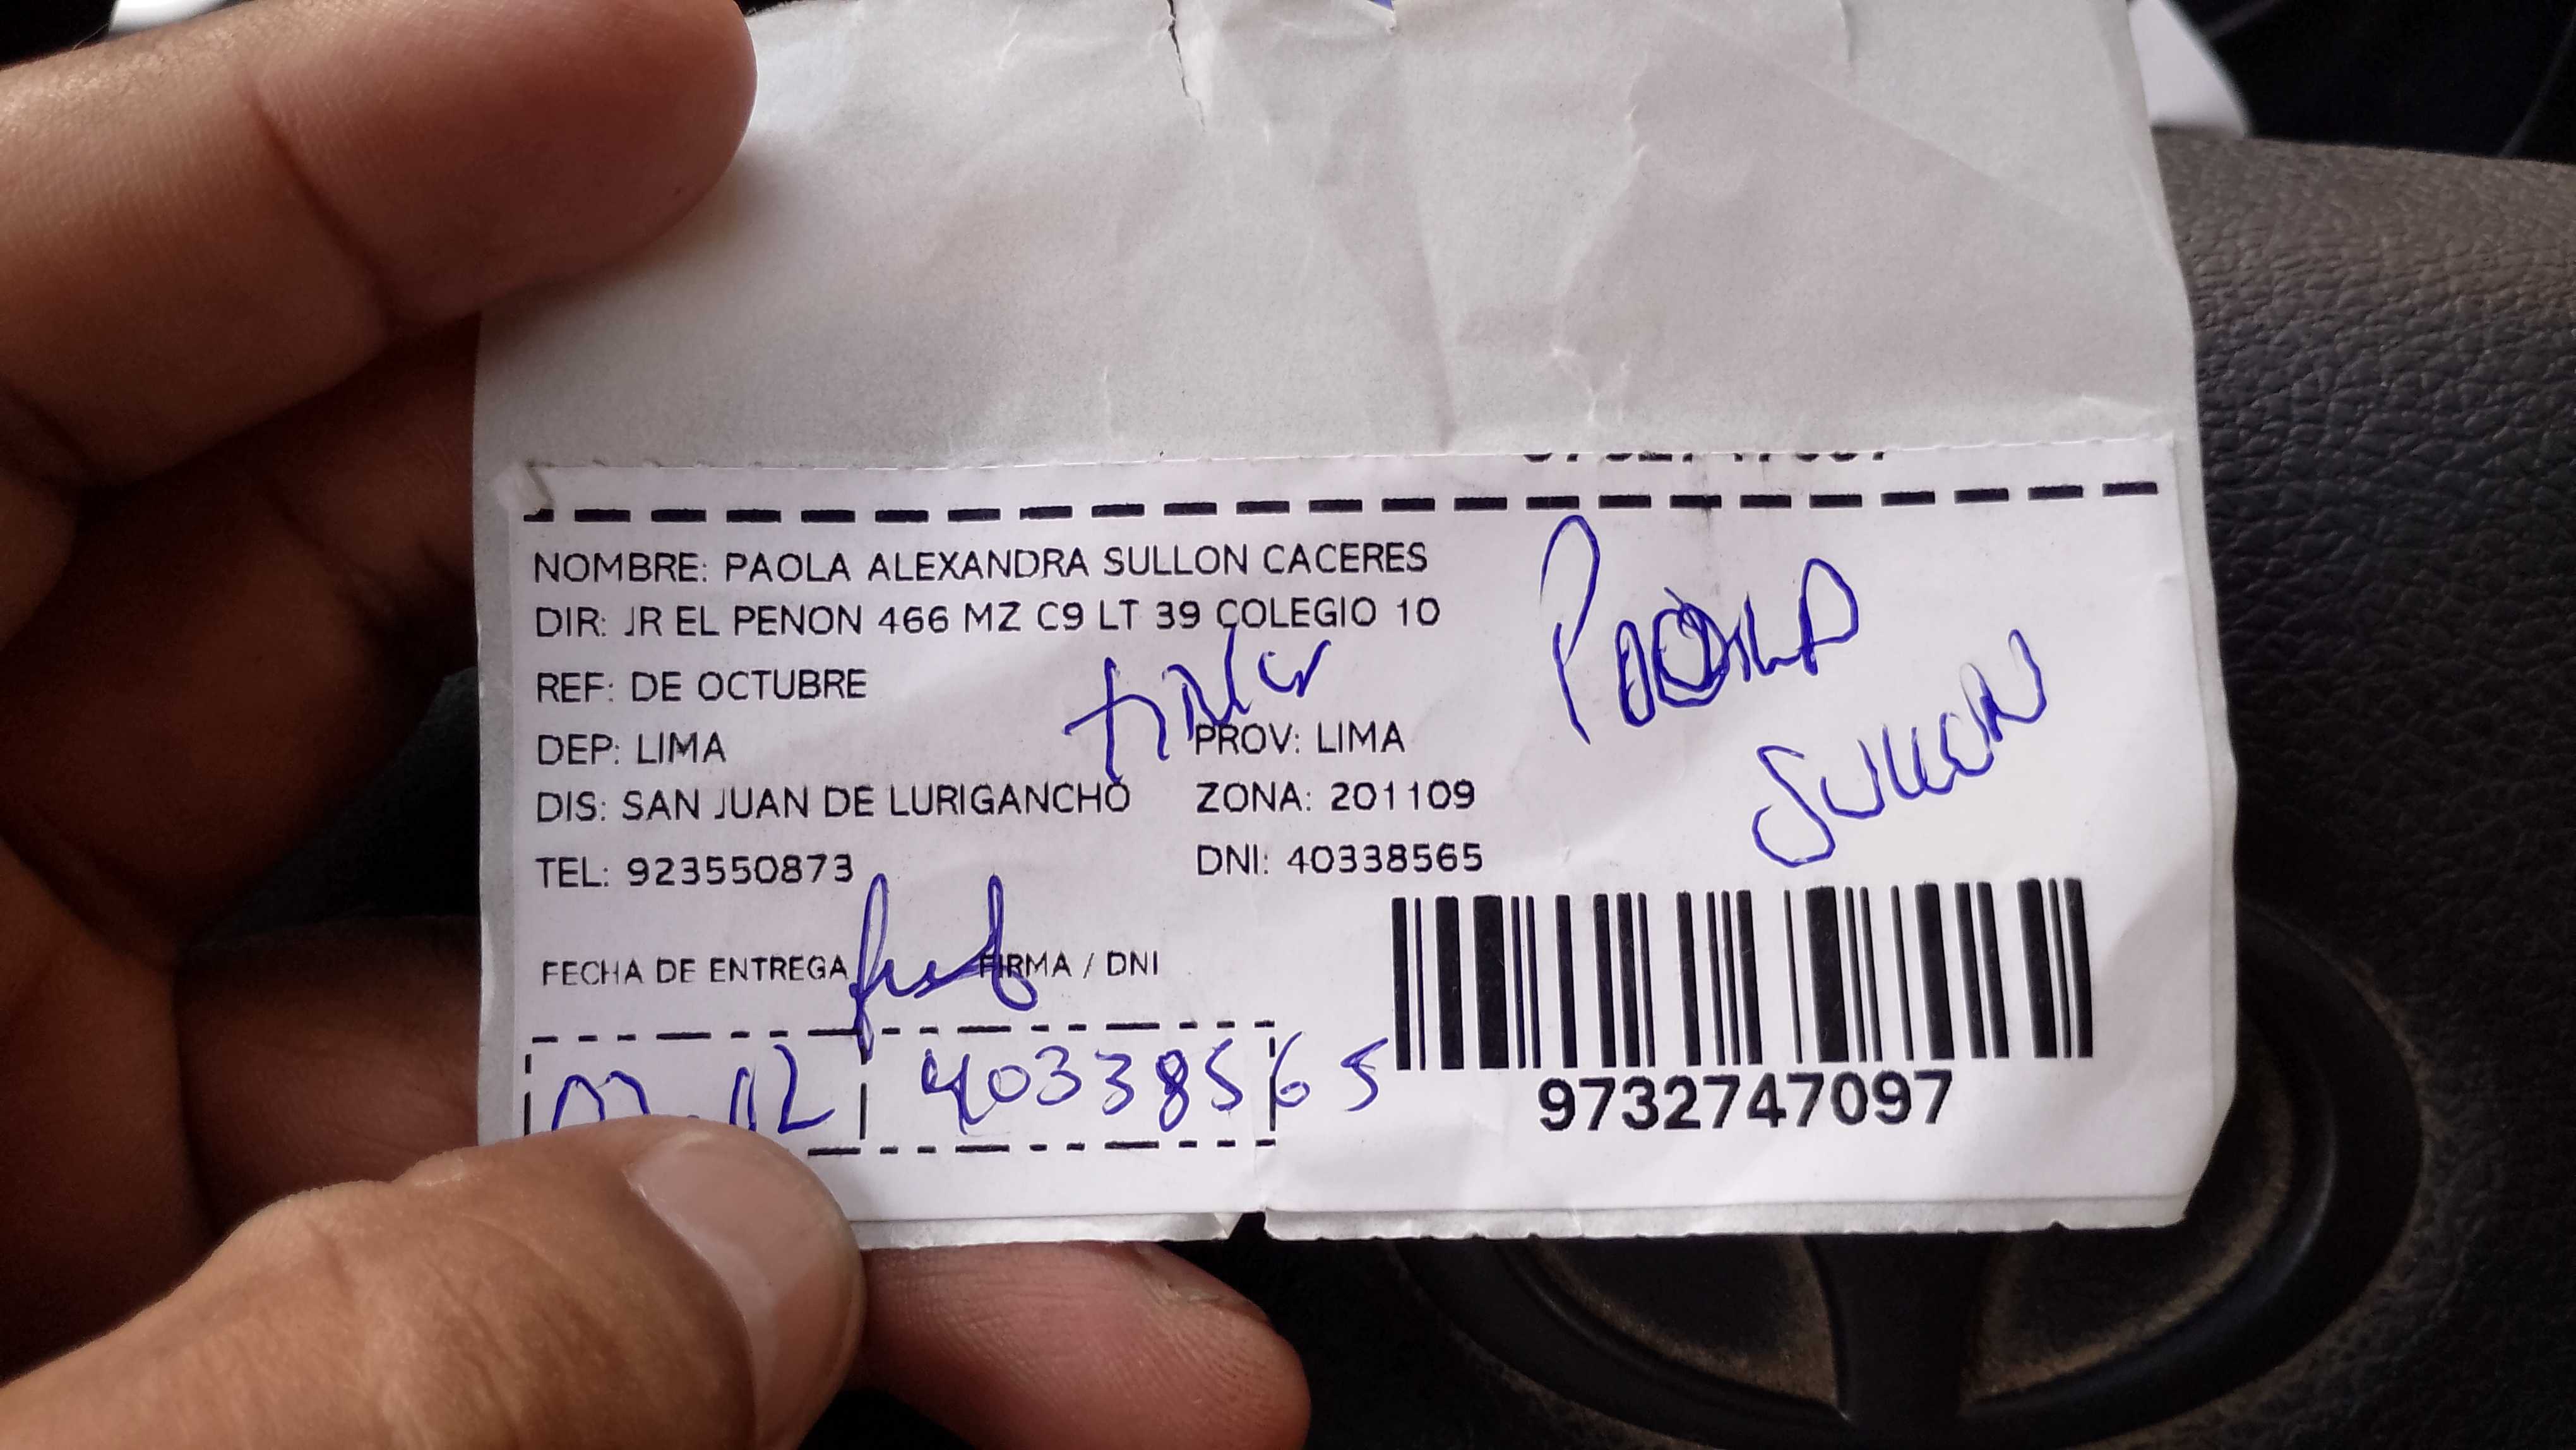 NOMBRE: PAOLA ALEXANDRA SULLON CACERES
DIR: JR EL PENON 466 MZ C9 LT 39 COLEGIO 10
REF: DE OCTUBRE
DEP: LIMA PROV: LIMA
DIS: SAN JUAN DE LURIGANCHO ZONA: 201109
TEL: 923550873 DNI: 40338565
Paola
Sullon
FECHA DE ENTREGA FIRMA / DNI
12 40338565
9732747097